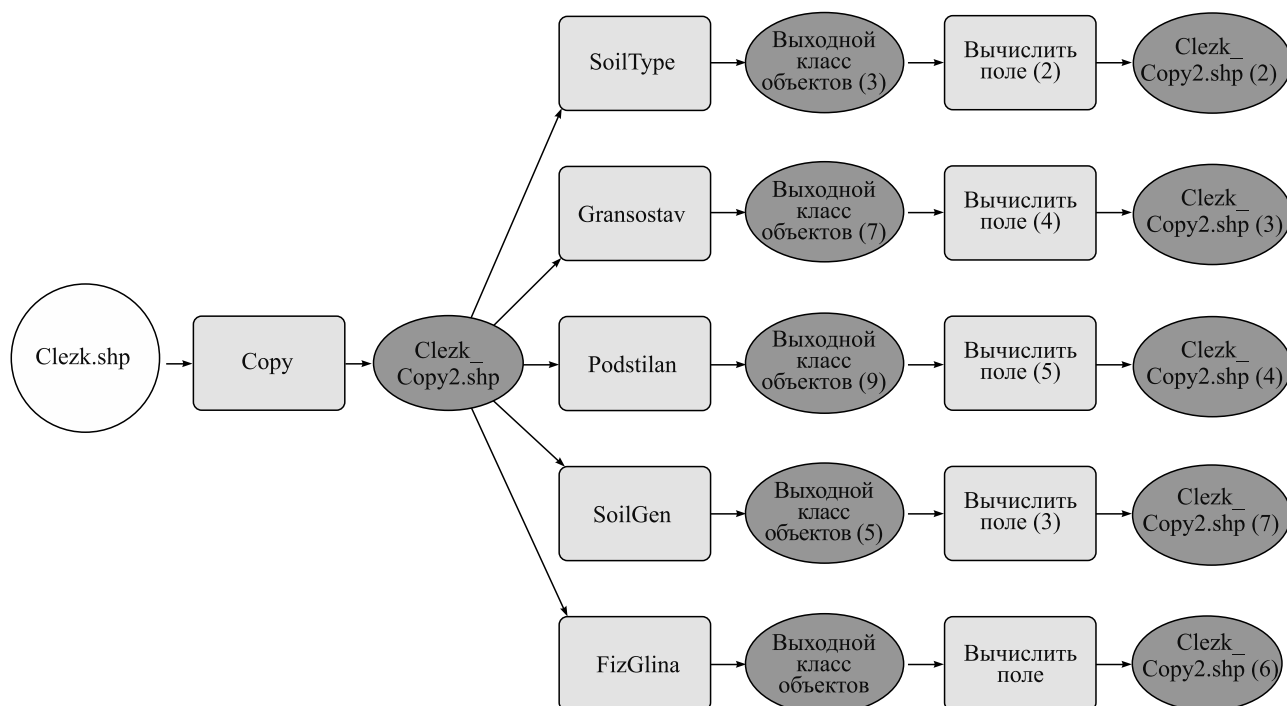 SoilType
Выходной
класс
объектов (3)
Вычислить
поле (2)
Clezk_
Copy2.shp (2)
Gransostav
Выходной
класс
объектов (7)
Вычислить
поле (4)
Clezk_
Copy2.shp (3)
Clezk.shp
Copy
Clezk_
Copy2.shp
Podstilan
Выходной
класс
объектов (9)
Вычислить
поле (5)
Clezk_
Copy2.shp (4)
SoilGen
Выходной
класс
объектов (5)
Вычислить
поле (3)
Clezk_
Copy2.shp (7)
FizGlina
Выходной
класс
объектов
Вычислить
поле
Clezk_
Copy2.shp (6)